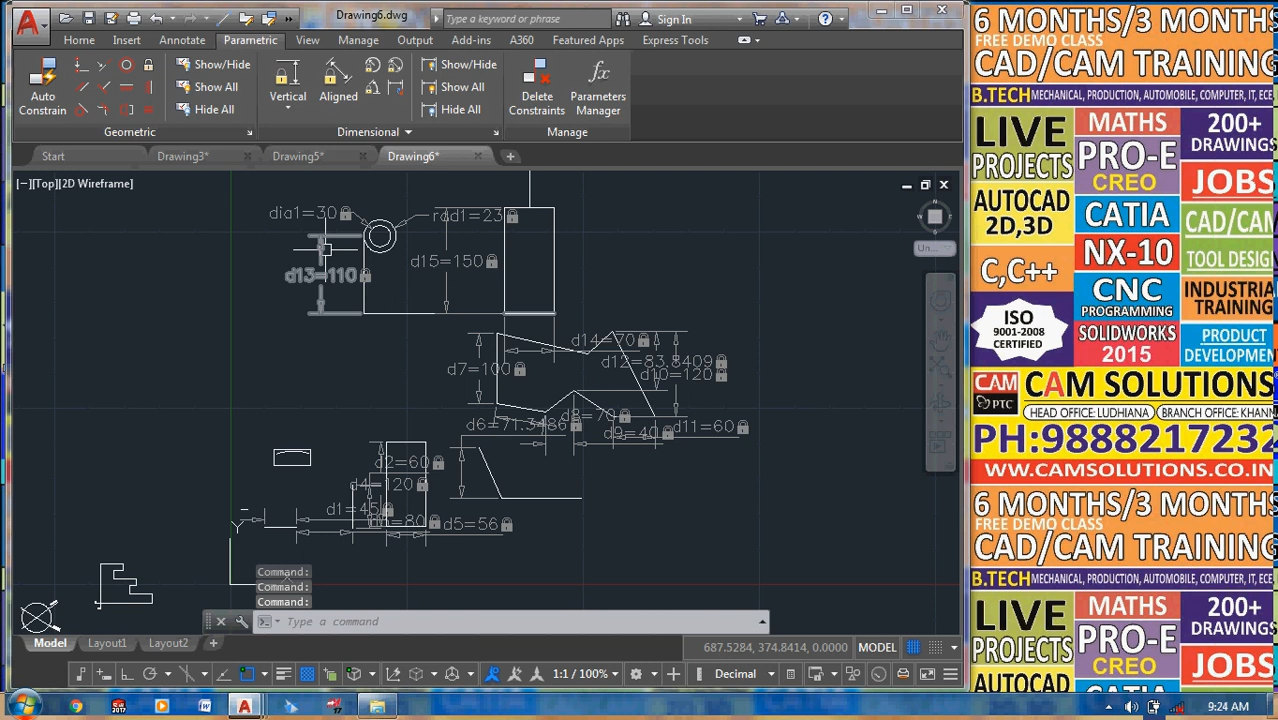 Drawing6.dwg
Type a keyword or phrase
Sign In
Home Insert Annotate Parametric View Manage Output Add-ins A360 Featured Apps Express Tools
Auto Constrain
Show/Hide
Show All
Hide All
Geometric
Vertical
Aligned
Show/Hide
Show All
Hide All
Dimensional
Delete Constraints
fx
Parameters Manager
Manage
Start Drawing3* Drawing5* Drawing6*
[−][Top][2D Wireframe]
N
W
S
Un...
dia1=30
rad1=23
d15=150
d13=110
d14=70
d12=83.8409
d7=100
d10=120
d8=70
d6=71.3486
d9=40
d11=60
d2=60
d4=120
d1=45
d5=56
Y
Command:
Command:
Command:
Type a command
Model Layout1 Layout2
687.5284, 374.8414, 0.0000 MODEL
1:1 / 100% Decimal
2017
9:24 AM
6 MONTHS/3 MONTHS
FREE DEMO CLASS
CAD/CAM TRAINING
B.TECH MECHANICAL, PRODUCTION, AUTOMOBILE, COMPUTER, IT, ECE
LIVE PROJECTS
MATHS
200+ DRAWINGS
PRO-E
CREO
JOBS
AUTOCAD 2D,3D
CATIA
CAD/CAM
NX-10
TOOL DESIGN
C,C++
CNC PROGRAMMING
INDUSTRIAL TRAINING
ISO
9001-2008
CERTIFIED
SOLIDWORKS 2015
PRODUCT DEVELOPMEN
CAM
PTC
CAM SOLUTIONS
HEAD OFFICE: LUDHIANA BRANCH OFFICE: KHANN
PH:9888217232
WWW.CAMSOLUTIONS.CO.IN
6 MONTHS/3 MONTHS
FREE DEMO CLASS
CAD/CAM TRAINING
B.TECH MECHANICAL, PRODUCTION, AUTOMOBILE, COMPUTER, IT, ECE
LIVE PROJECTS
MATHS
200+ DRAWINGS
PRO-E
CREO
JOBS
AUTOCAD